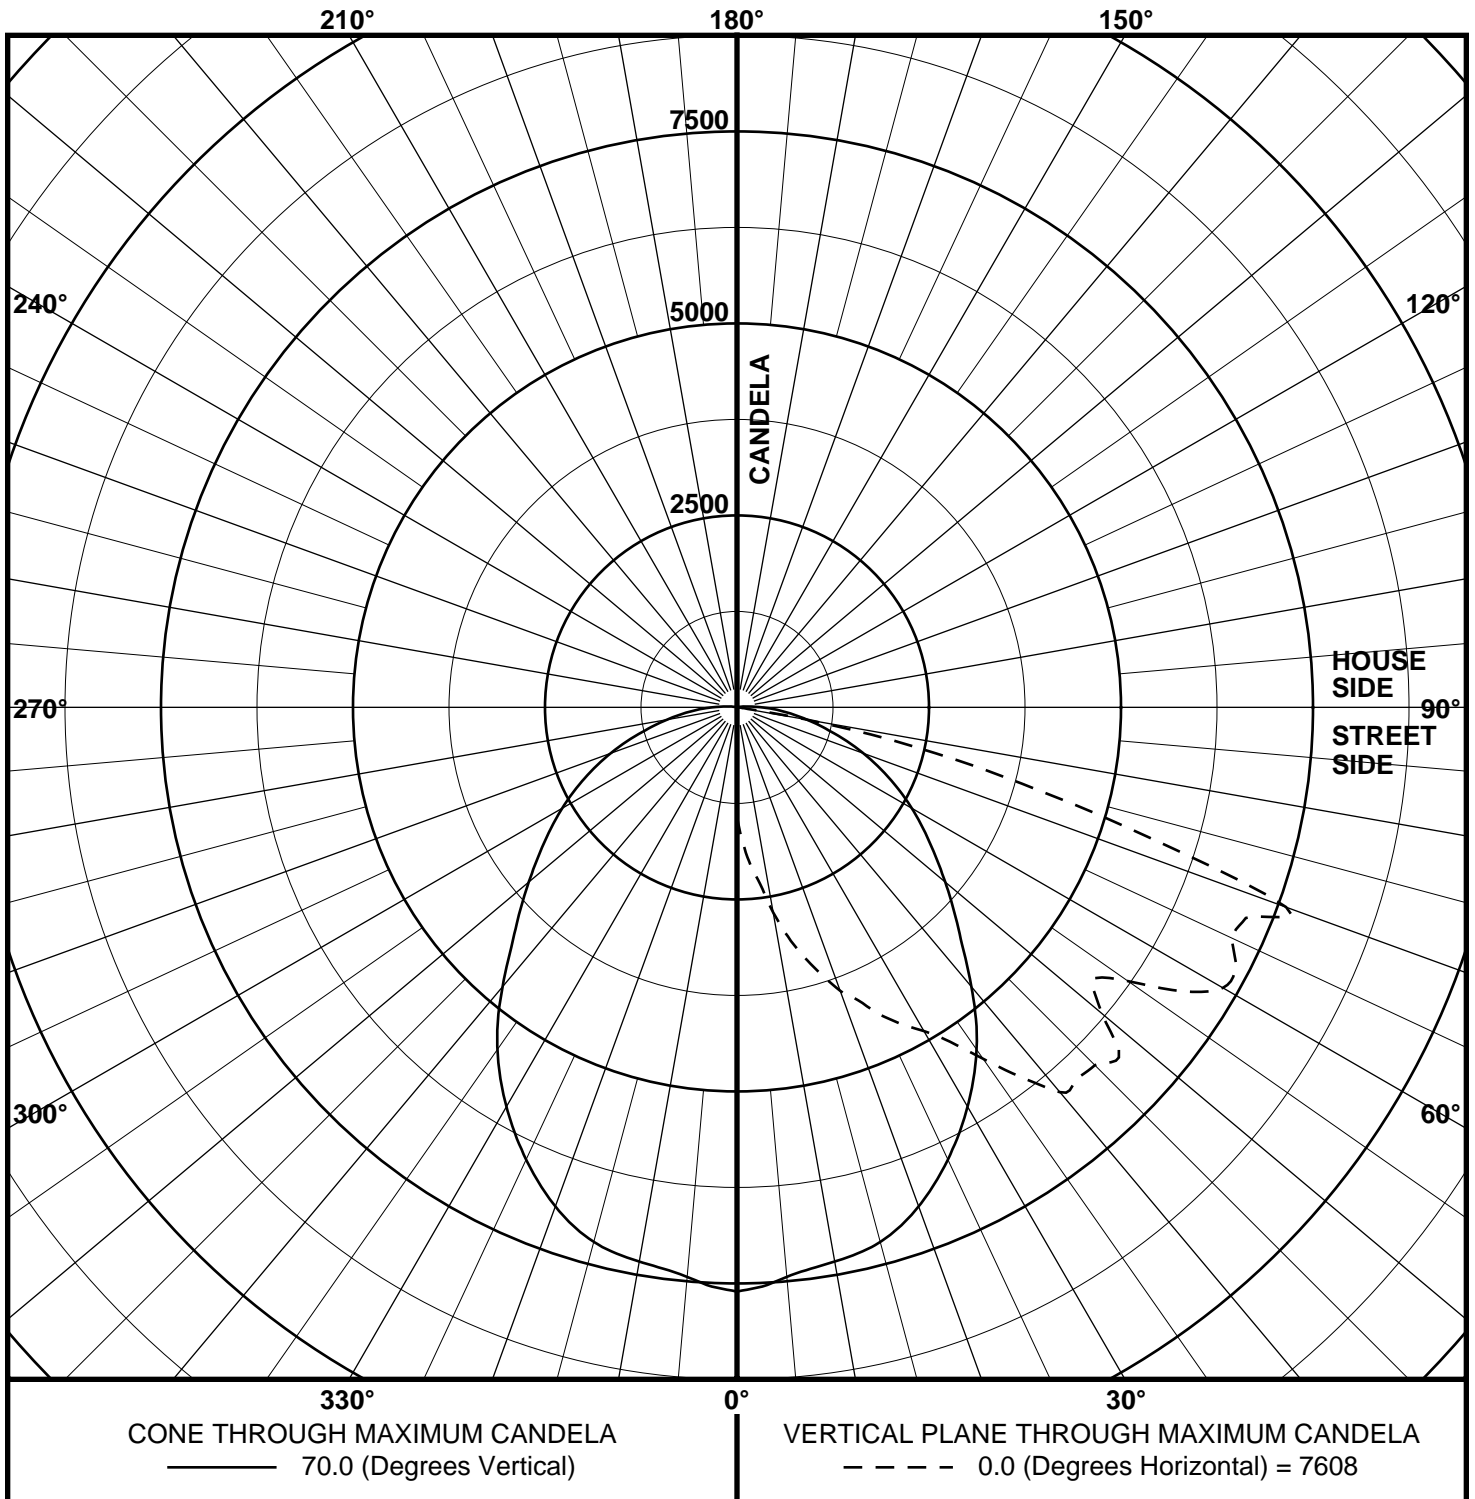 210°
180°
150°
7500
240°
120°
5000
CANDELA
2500
HOUSE
SIDE
270°
90°
STREET
SIDE
300°
60°
330°
0°
30°
CONE THROUGH MAXIMUM CANDELA
70.0 (Degrees Vertical)
VERTICAL PLANE THROUGH MAXIMUM CANDELA
0.0 (Degrees Horizontal) = 7608